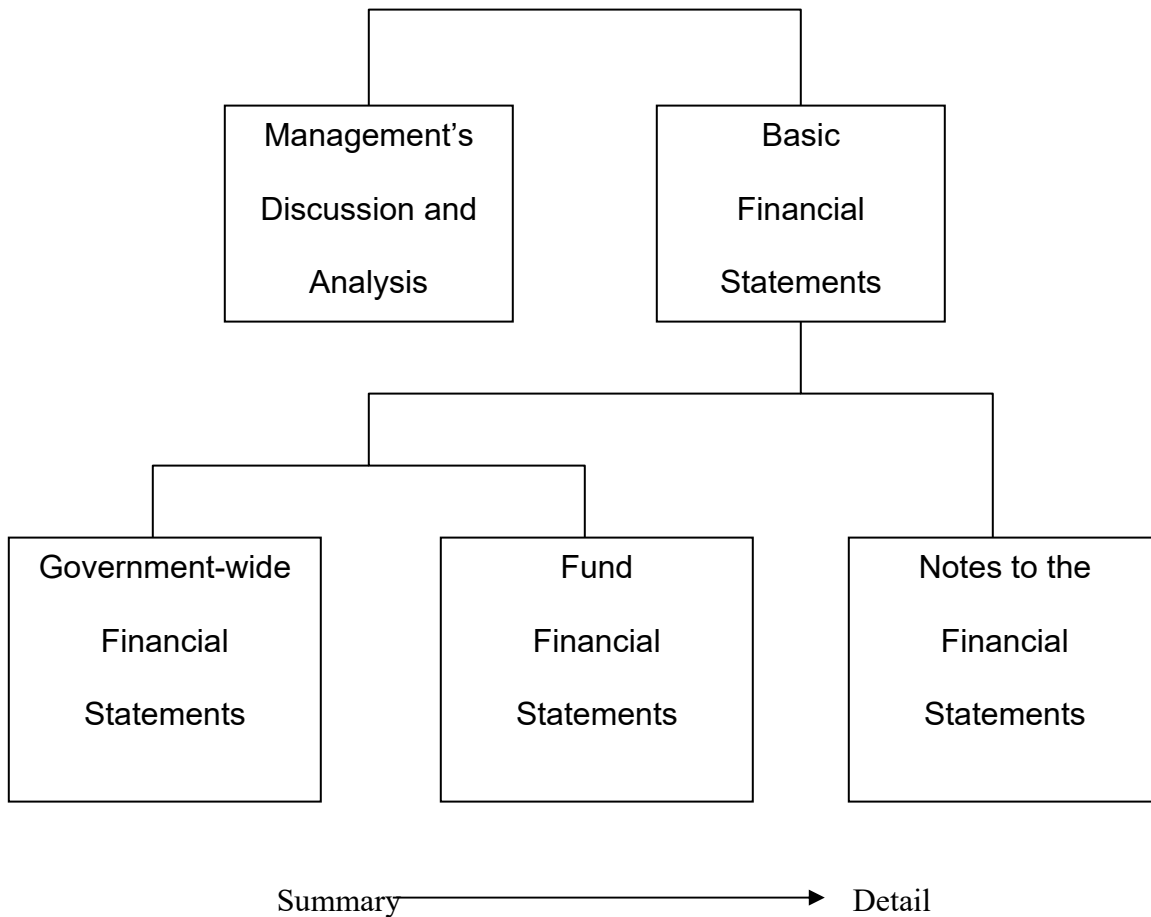 Management’s
Discussion and
Analysis
Basic
Financial
Statements
Government-wide
Financial
Statements
Fund
Financial
Statements
Notes to the
Financial
Statements
Summary
Detail